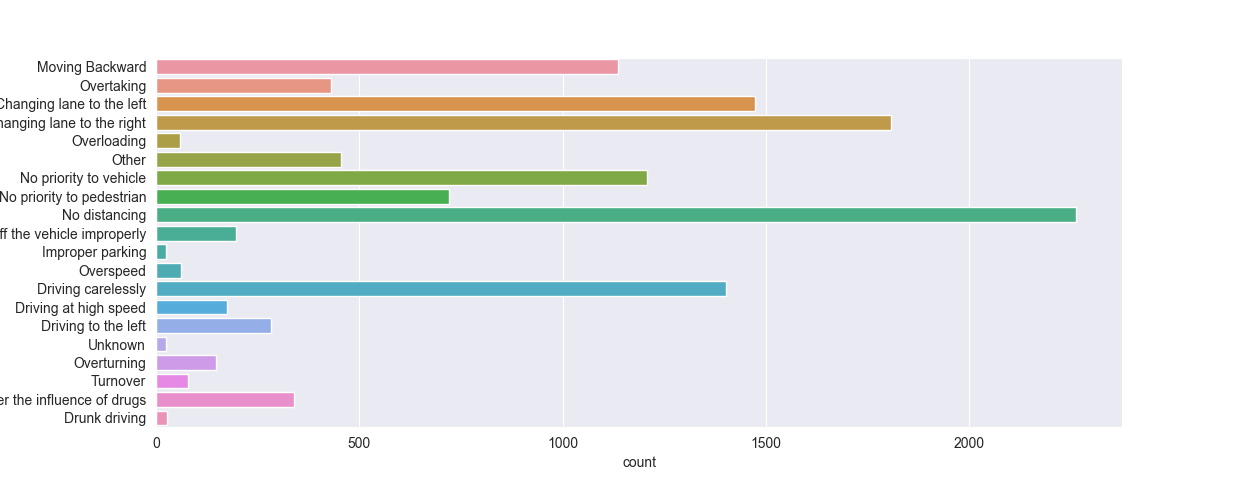 Moving Backward
Overtaking
Changing lane to the left
hanging lane to the right
Overloading
Other
No priority to vehicle
No priority to pedestrian
No distancing
ff the vehicle improperly
Improper parking
Overspeed
Driving carelessly
Driving at high speed
Driving to the left
Unknown
Overturning
Turnover
er the influence of drugs
Drunk driving
0 500 1000 1500 2000
count